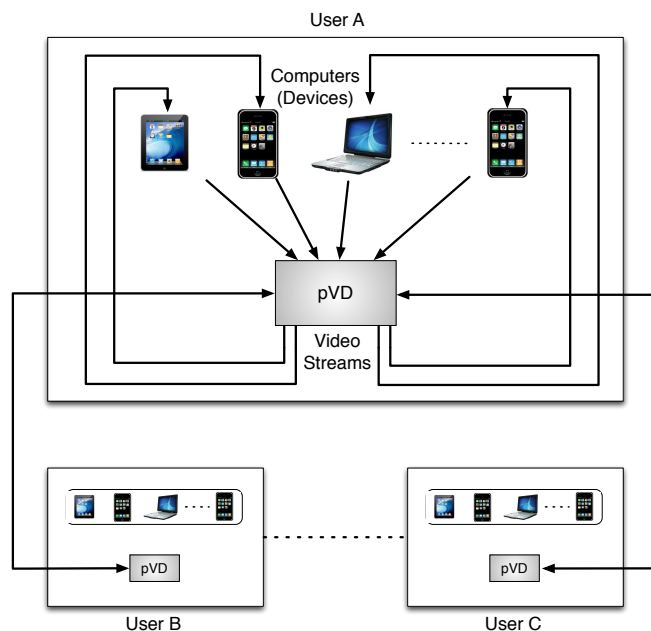 User A
Computers
(Devices)
pVD
Video
Streams
pVD
pVD
User B
User C